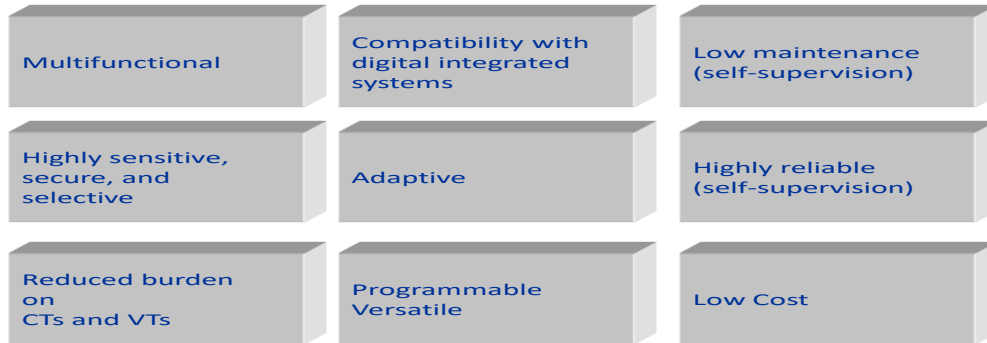 Multifunctional
Compatibility with
digital integrated
systems
Low maintenance
(self-supervision)
Highly sensitive,
secure, and
selective
Adaptive
Highly reliable
(self-supervision)
Reduced burden
on
CTs and VTs
Programmable
Versatile
Low Cost